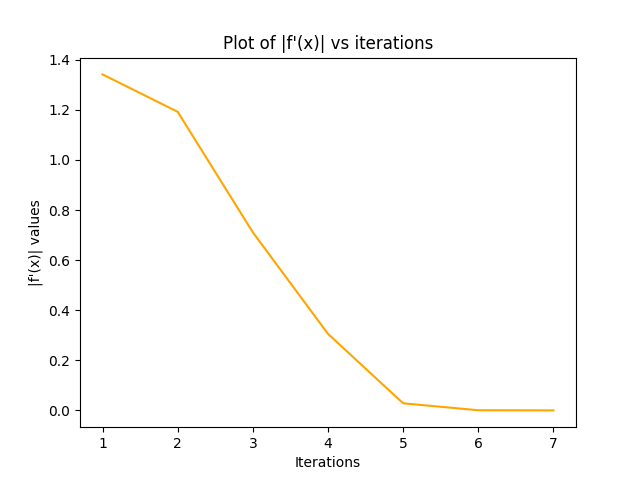 Plot of |f'(x)| vs iterations
1.4
1.2
1.0
0.8
0.6
0.4
0.2
0.0
|f'(x)| values
1 2 3 4 5 6 7
Iterations